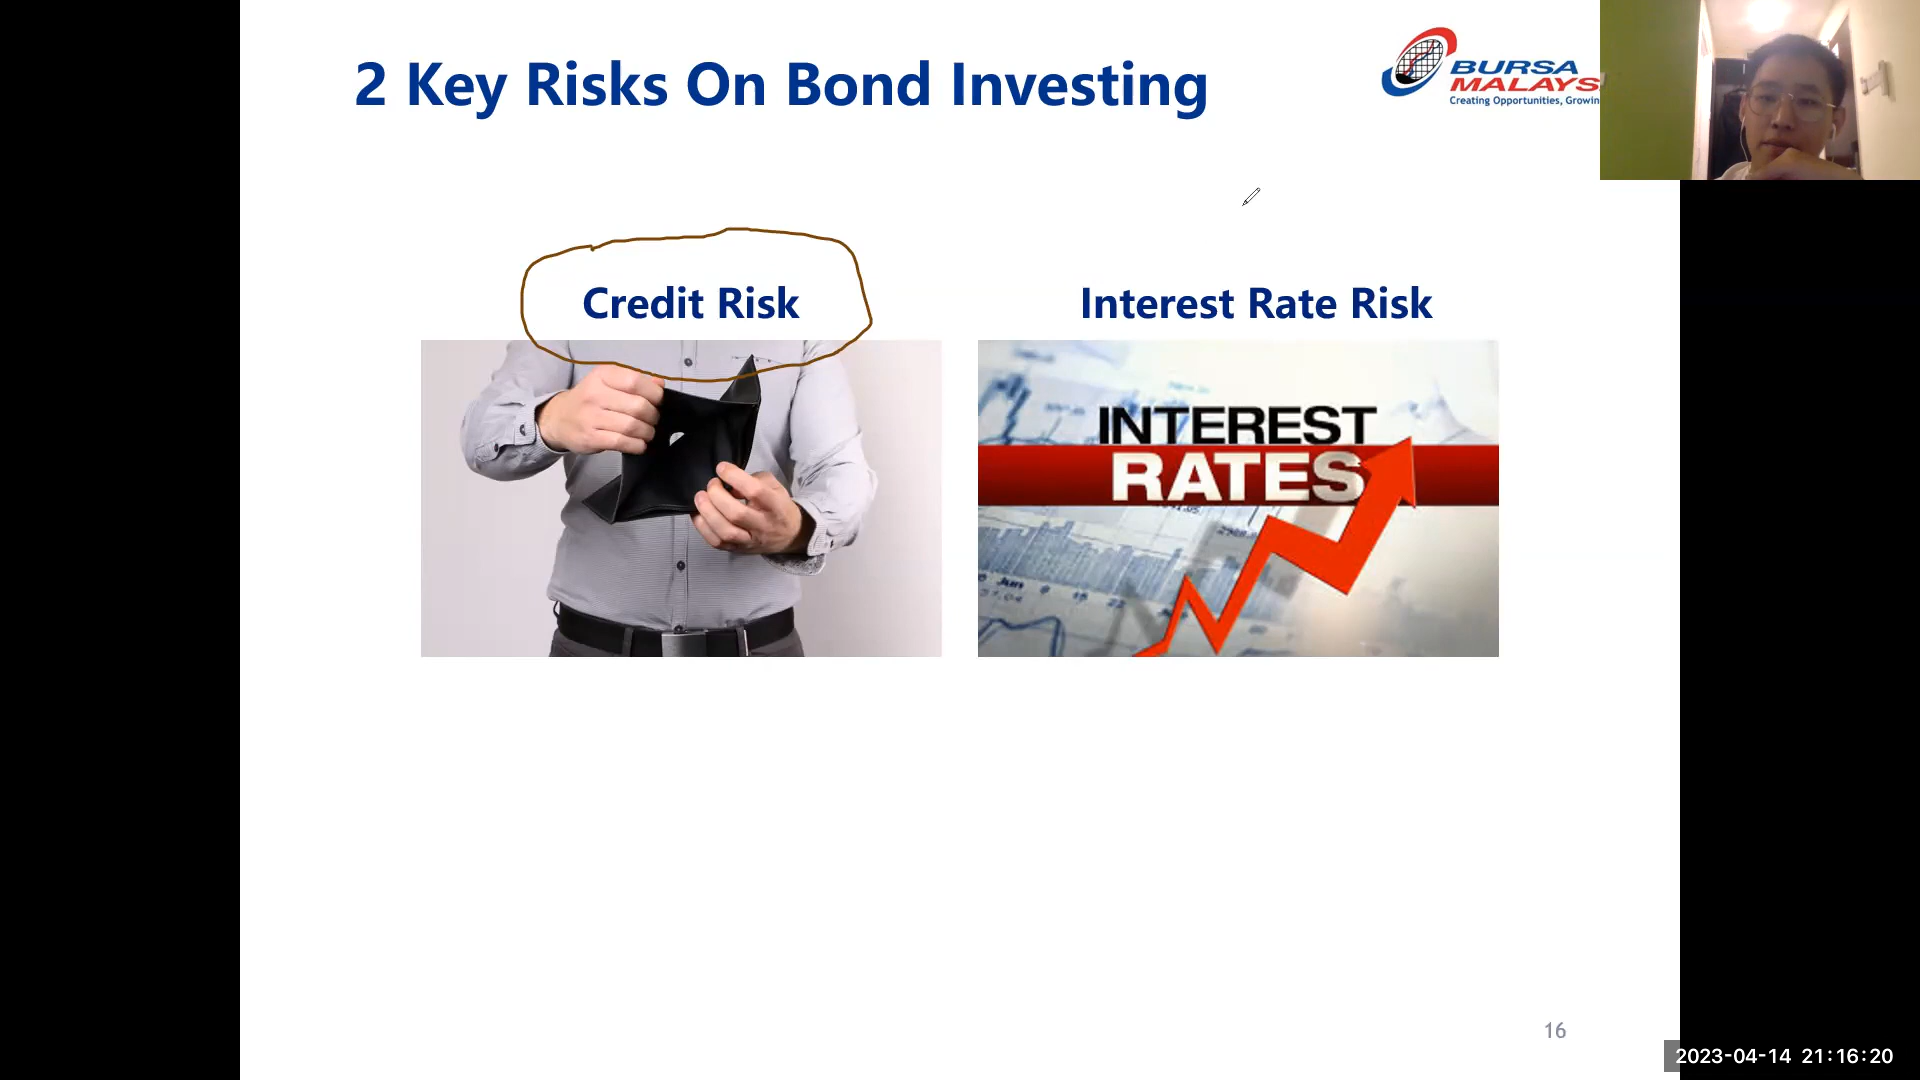 2 Key Risks On Bond Investing
BURSA
MALAYS
Creating Opportunities, Growin
Credit Risk
Interest Rate Risk
INTEREST
RATES
Jun
16
2023-04-14 21:16:20